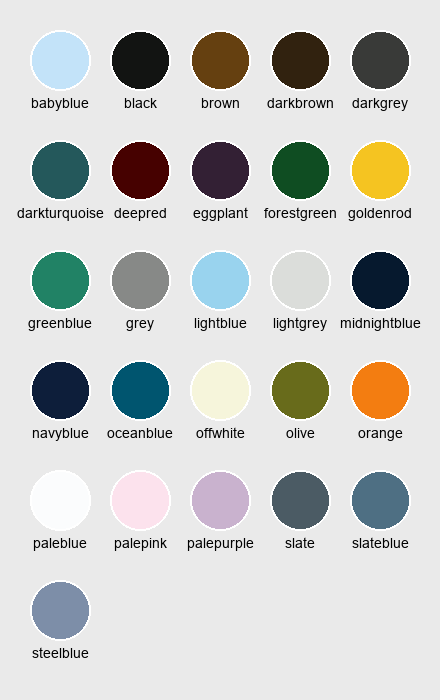 babyblue black brown darkbrown darkgrey
darkturquoise deepred eggplant forestgreen goldenrod
greenblue grey lightblue lightgrey midnightblue
navyblue oceanblue offwhite olive orange
paleblue palepink palepurple slate slateblue
steelblue